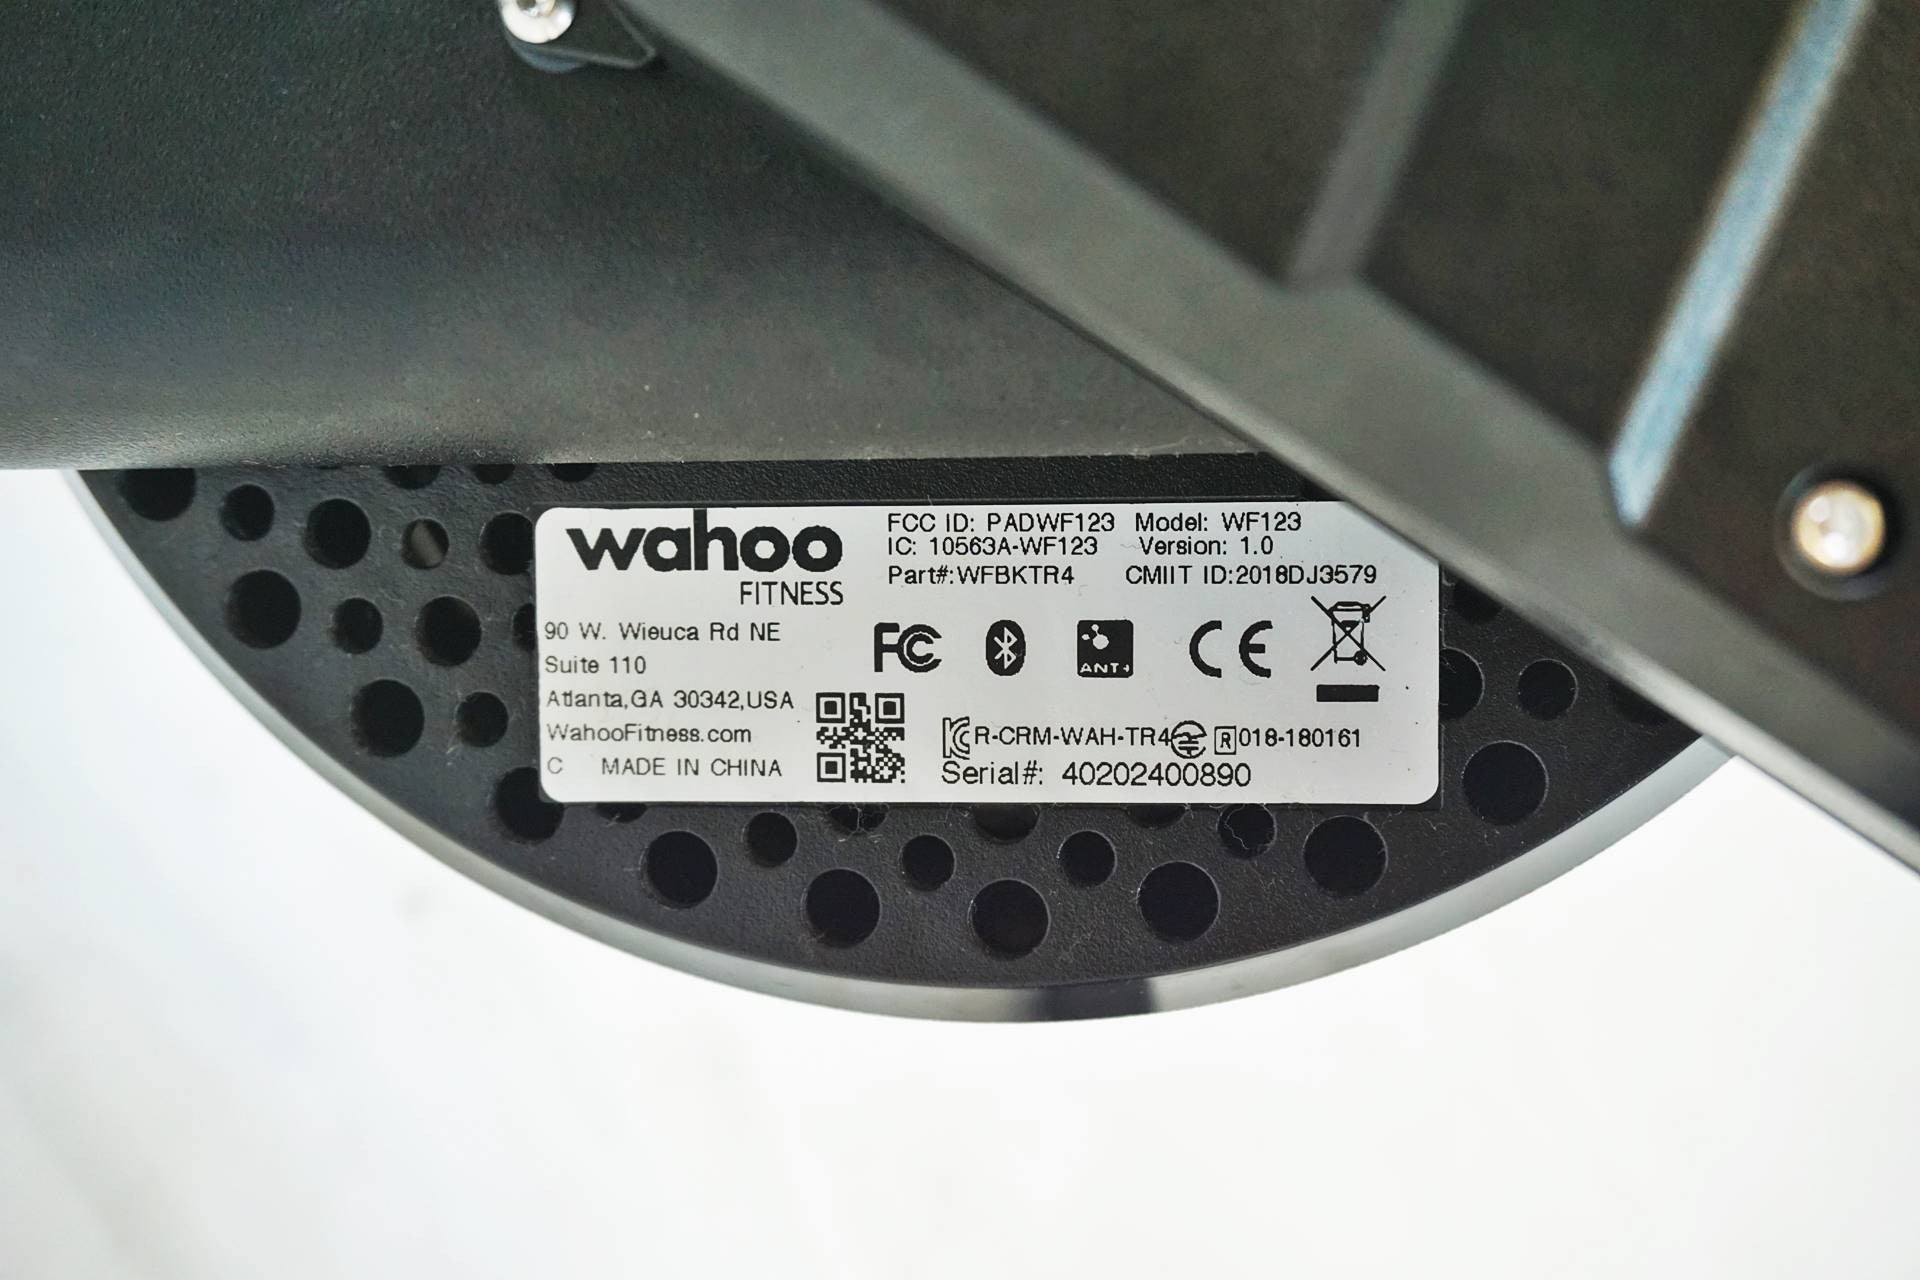 wahoo
FITNESS
FCC ID: PADWF123 Model: WF123
IC: 10563A-WF123 Version: 1.0
Part#:WFBKTR4 CMIIT ID:2018DJ3579
90 W. Wieuca Rd NE
Suite 110
Atlanta,GA 30342,USA
WahooFitness.com
C MADE IN CHINA
FC
ANT+
CE
R-CRM-WAH-TR4 R 018-180161
Serial#: 40202400890